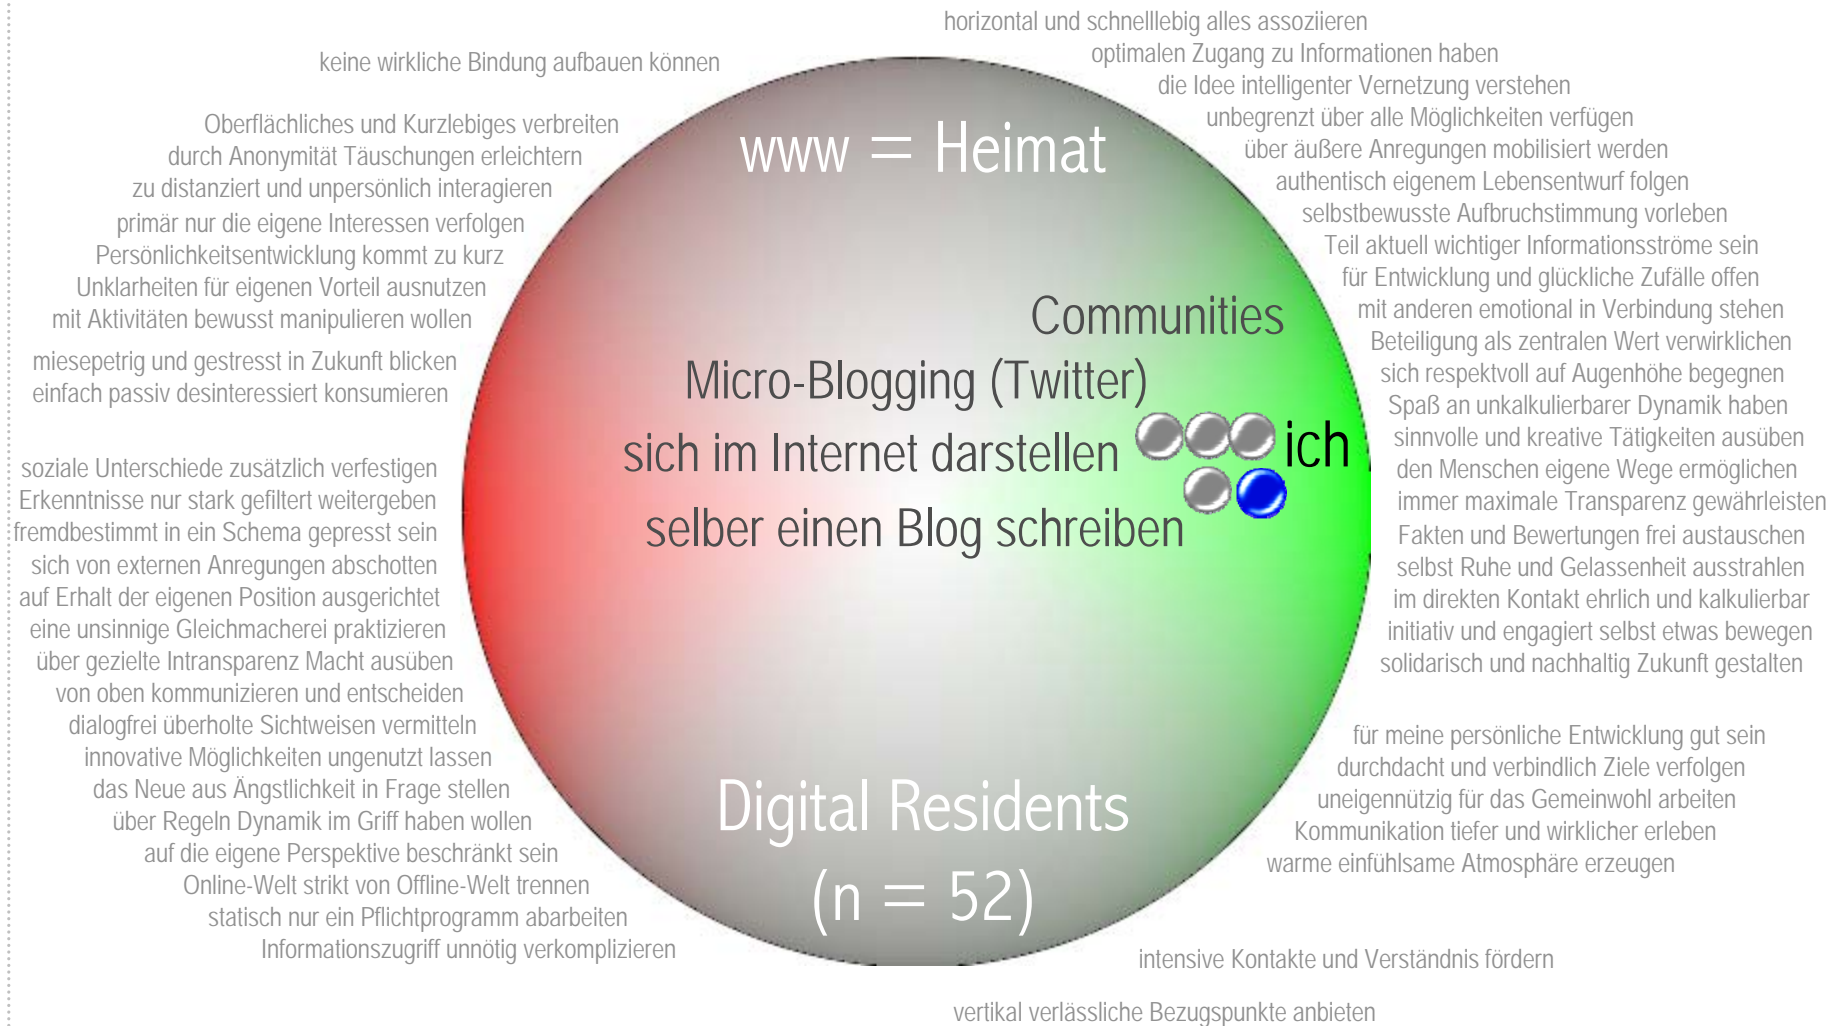 horizontal und schnelllebig alles assoziieren
optimalen Zugang zu Informationen haben
die Idee intelligenter Vernetzung verstehen
unbegrenzt über alle Möglichkeiten verfügen
über äußere Anregungen mobilisiert werden
authentisch eigenem Lebensentwurf folgen
selbstbewusste Aufbruchstimmung vorleben
Teil aktuell wichtiger Informationsströme sein
für Entwicklung und glückliche Zufälle offen
mit anderen emotional in Verbindung stehen
Beteiligung als zentralen Wert verwirklichen
sich respektvoll auf Augenhöhe begegnen
Spaß an unkalkulierbarer Dynamik haben
sinnvolle und kreative Tätigkeiten ausüben
den Menschen eigene Wege ermöglichen
immer maximale Transparenz gewährleisten
Fakten und Bewertungen frei austauschen
selbst Ruhe und Gelassenheit ausstrahlen
im direkten Kontakt ehrlich und kalkulierbar
initiativ und engagiert selbst etwas bewegen
solidarisch und nachhaltig Zukunft gestalten
für meine persönliche Entwicklung gut sein
durchdacht und verbindlich Ziele verfolgen
uneigennützig für das Gemeinwohl arbeiten
Kommunikation tiefer und wirklicher erleben
warme einfühlsame Atmosphäre erzeugen
intensive Kontakte und Verständnis fördern
vertikal verlässliche Bezugspunkte anbieten
keine wirkliche Bindung aufbauen können
Oberflächliches und Kurzlebiges verbreiten
durch Anonymität Täuschungen erleichtern
zu distanziert und unpersönlich interagieren
primär nur die eigene Interessen verfolgen
Persönlichkeitsentwicklung kommt zu kurz
Unklarheiten für eigenen Vorteil ausnutzen
mit Aktivitäten bewusst manipulieren wollen
miesepetrig und gestresst in Zukunft blicken
einfach passiv desinteressiert konsumieren
soziale Unterschiede zusätzlich verfestigen
Erkenntnisse nur stark gefiltert weitergeben
fremdbestimmt in ein Schema gepresst sein
sich von externen Anregungen abschotten
auf Erhalt der eigenen Position ausgerichtet
eine unsinnige Gleichmacherei praktizieren
über gezielte Intransparenz Macht ausüben
von oben kommunizieren und entscheiden
dialogfrei überholte Sichtweisen vermitteln
innovative Möglichkeiten ungenutzt lassen
das Neue aus Ängstlichkeit in Frage stellen
über Regeln Dynamik im Griff haben wollen
auf die eigene Perspektive beschränkt sein
Online-Welt strikt von Offline-Welt trennen
statisch nur ein Pflichtprogramm abarbeiten
Informationszugriff unnötig verkomplizieren
www = Heimat
Communities
Micro-Blogging (Twitter)
sich im Internet darstellen ich
selber einen Blog schreiben
Digital Residents
(n = 52)